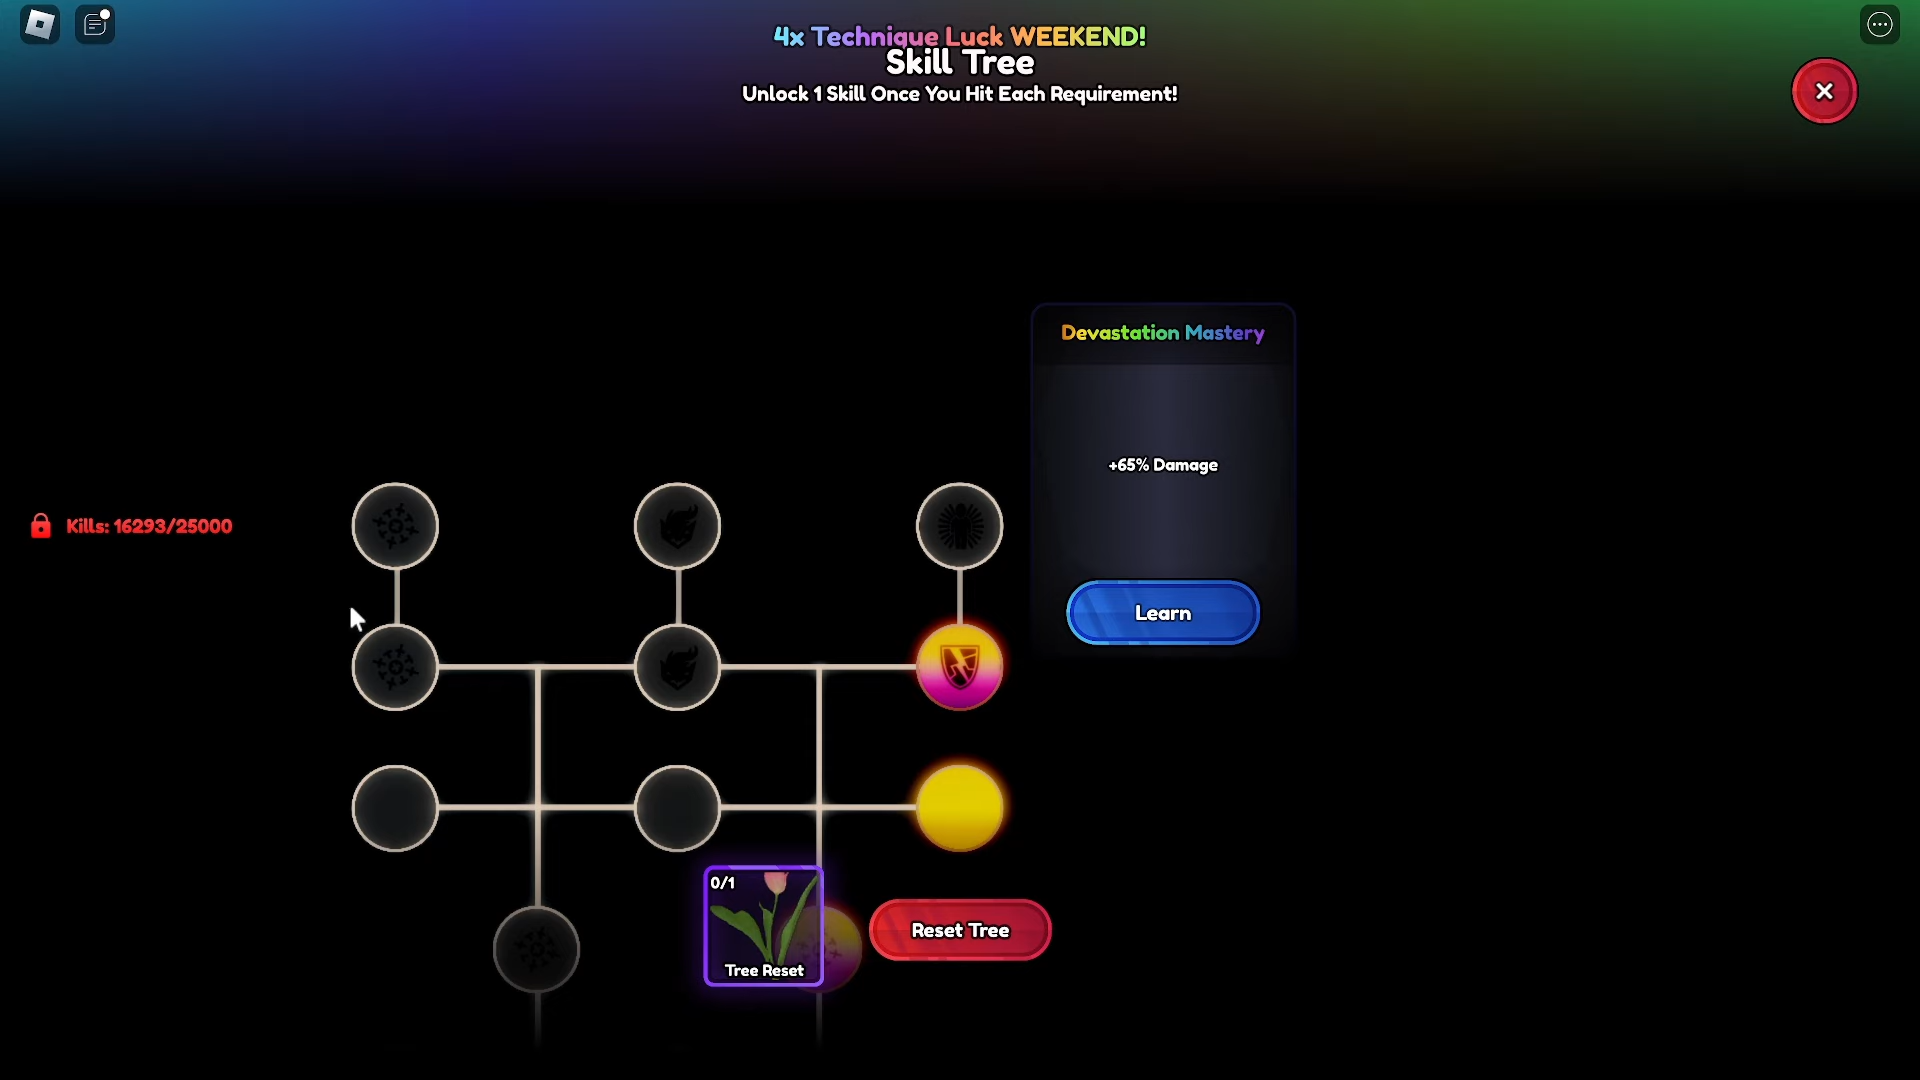 4x Technique Luck WEEKEND!
Skill Tree
Unlock 1 Skill Once You Hit Each Requirement!
Devastation Mastery
+65% Damage
Kills: 16293/25000
Learn
0/1
Tree Reset
Reset Tree